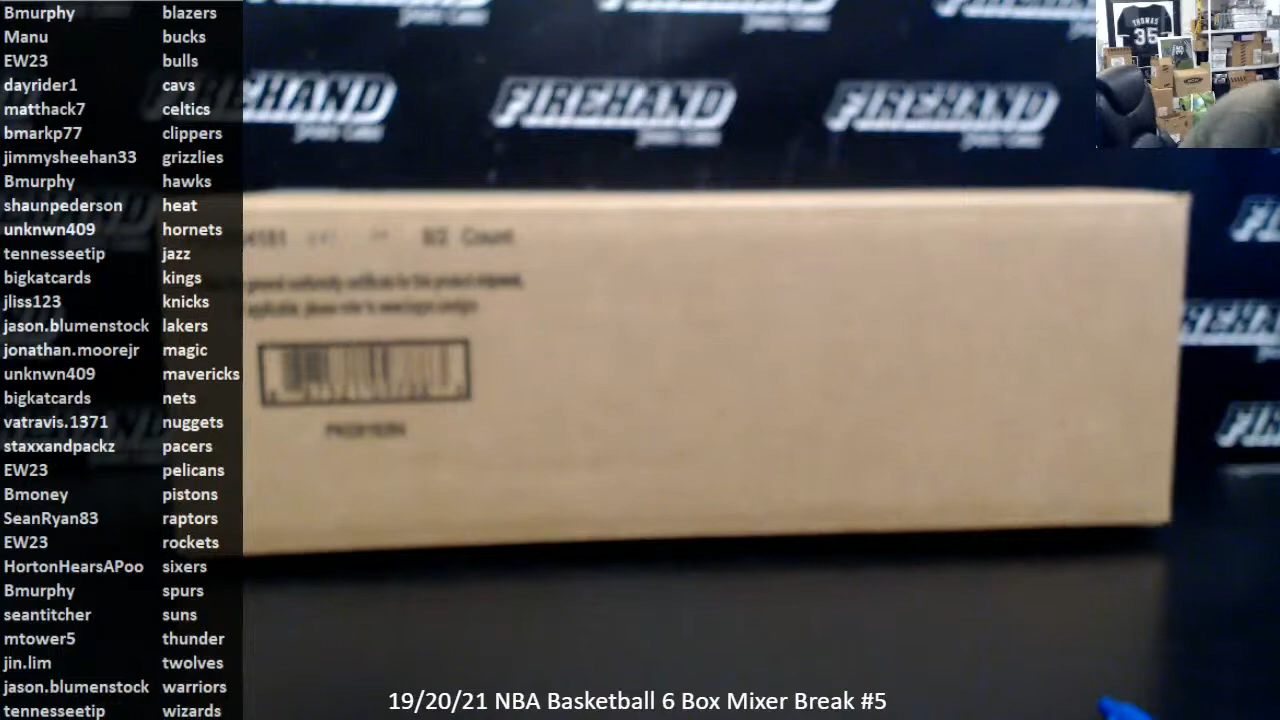 Bmurphy blazers
Manu bucks
EW23 bulls
dayrider1 cavs
matthack7 celtics
bmarkp77 clippers
jimmysheehan33 grizzlies
Bmurphy hawks
shaunpederson heat
unknwn409 hornets
tennesseetip jazz
bigkatcards kings
jliss123 knicks
jason.blumenstock lakers
jonathan.moorejr magic
unknwn409 mavericks
bigkatcards nets
vatravis.1371 nuggets
staxxandpackz pacers
EW23 pelicans
Bmoney pistons
SeanRyan83 raptors
EW23 rockets
HortonHearsAPoo sixers
Bmurphy spurs
seantitcher suns
mtower5 thunder
jin.lim twolves
jason.blumenstock warriors
tennesseetip wizards
FIREHAND
FIREHAND
FIREHAND
THOMAS
35
Count
19/20/21 NBA Basketball 6 Box Mixer Break #5